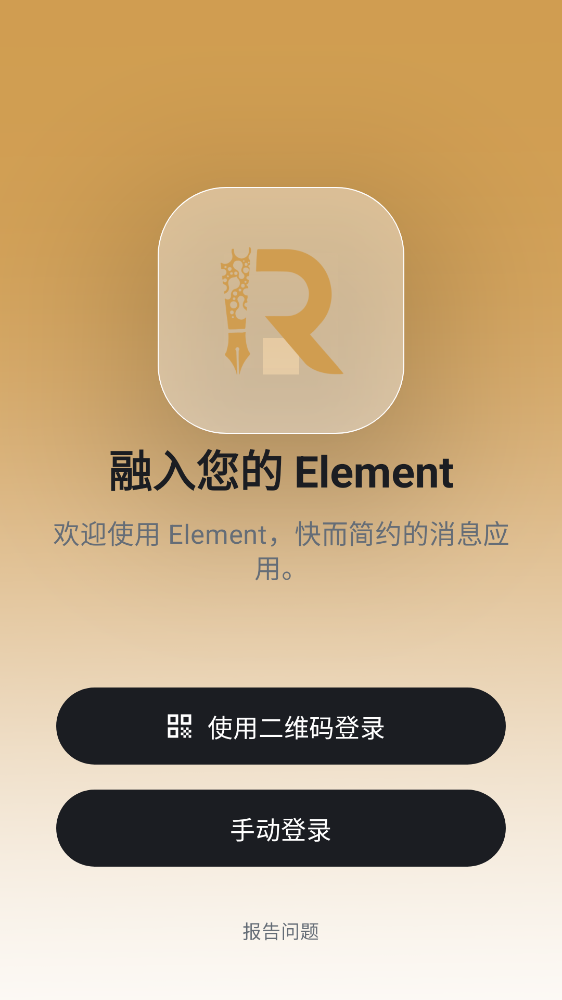 R
融入您的 Element
欢迎使用 Element，快而简约的消息应
用。
使用二维码登录
手动登录
报告问题